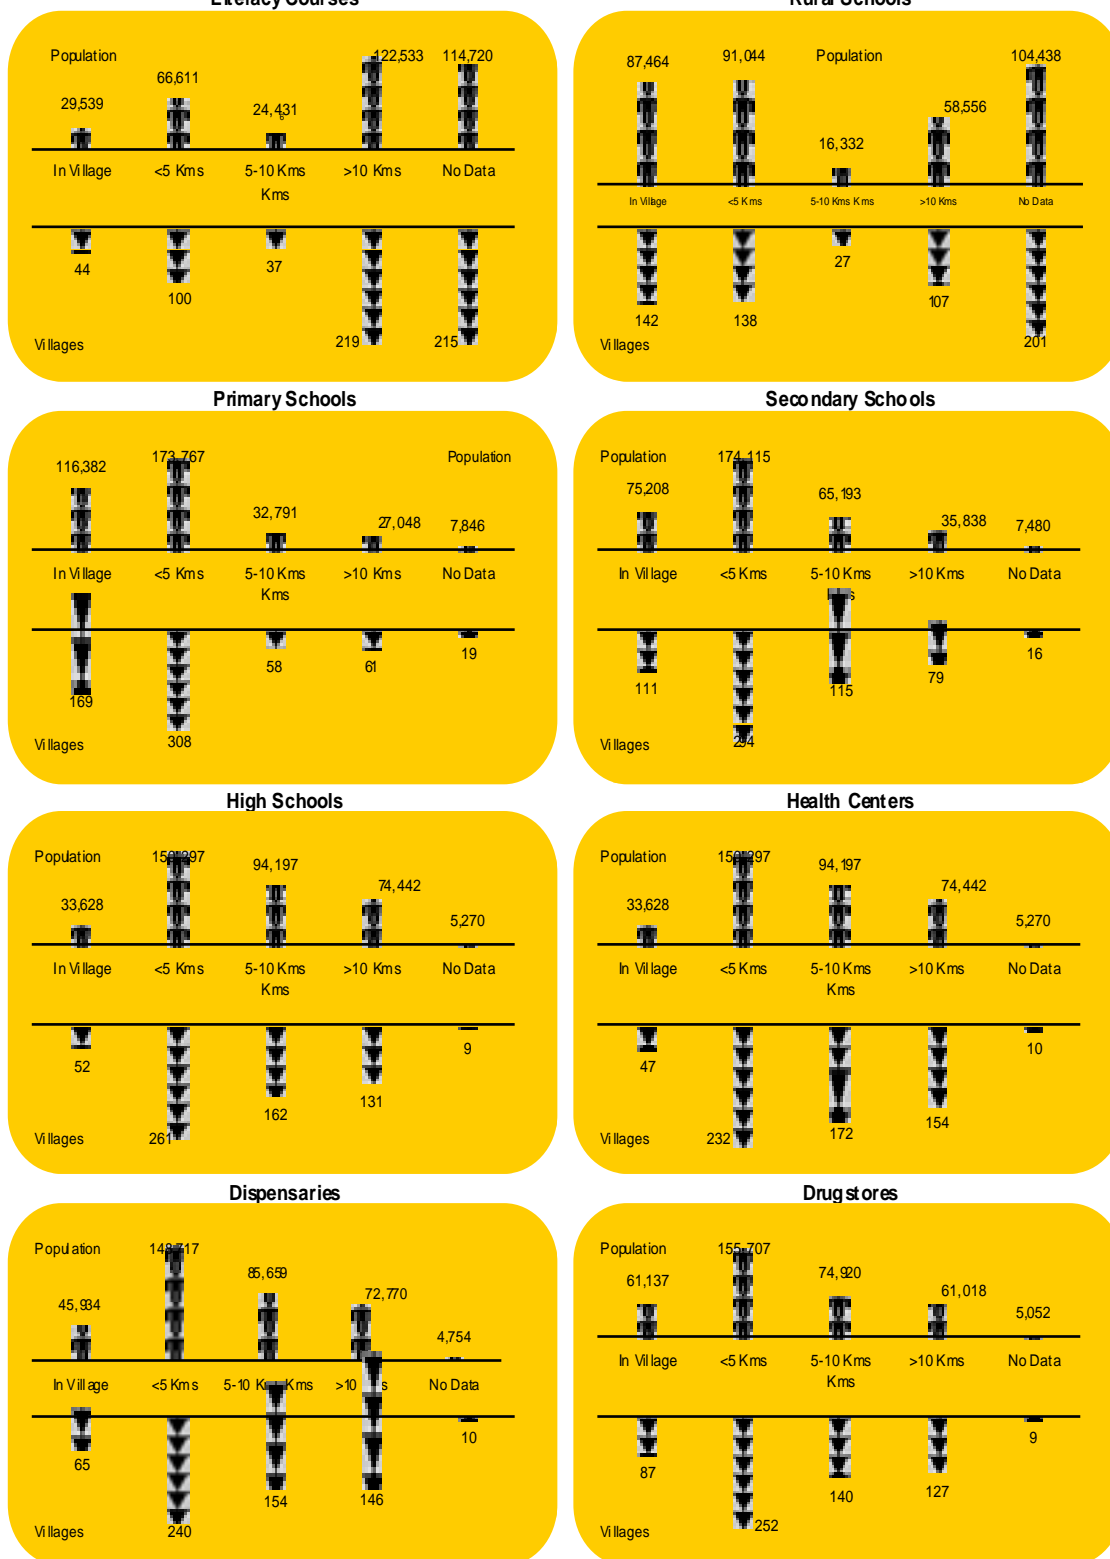 Literacy Courses
Population
29,539
66,611
24,431
122,533
114,720
In Village
<5 Kms
5-10 Kms
Kms
>10 Kms
No Data
44
100
37
219
215
Villages
Rural Schools
Population
87,464
91,044
16,332
58,556
104,438
In Village
<5 Kms
5-10 Kms Kms
>10 Kms
No Data
142
138
27
107
201
Villages
Primary Schools
Population
116,382
173,767
32,791
27,048
7,846
In Village
<5 Kms
5-10 Kms
Kms
>10 Kms
No Data
169
308
58
61
19
Villages
Secondary Schools
Population
75,208
174,115
65,193
35,838
7,480
In Village
<5 Kms
5-10 Kms
>10 Kms
No Data
111
294
115
79
16
Villages
High Schools
Population
33,628
94,197
74,442
5,270
In Village
<5 Kms
5-10 Kms
Kms
>10 Kms
No Data
52
261
162
131
9
Villages
Health Centers
Population
33,628
94,197
74,442
5,270
In Village
<5 Kms
5-10 Kms
Kms
>10 Kms
No Data
47
232
172
154
10
Villages
Dispensaries
Population
45,934
148,717
85,659
72,770
4,754
In Village
<5 Kms
5-10 Kms Kms
>10
No Data
65
240
154
146
10
Villages
Drugstores
Population
61,137
155,707
74,920
61,018
5,052
In Village
<5 Kms
5-10 Kms
Kms
>10 Kms
No Data
87
252
140
127
9
Villages